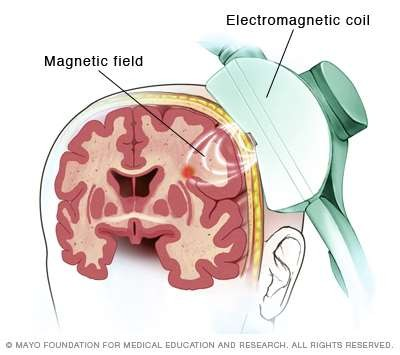 Electromagnetic coil
Magnetic field
© MAYO FOUNDATION FOR MEDICAL EDUCATION AND RESEARCH. ALL RIGHTS RESERVED.